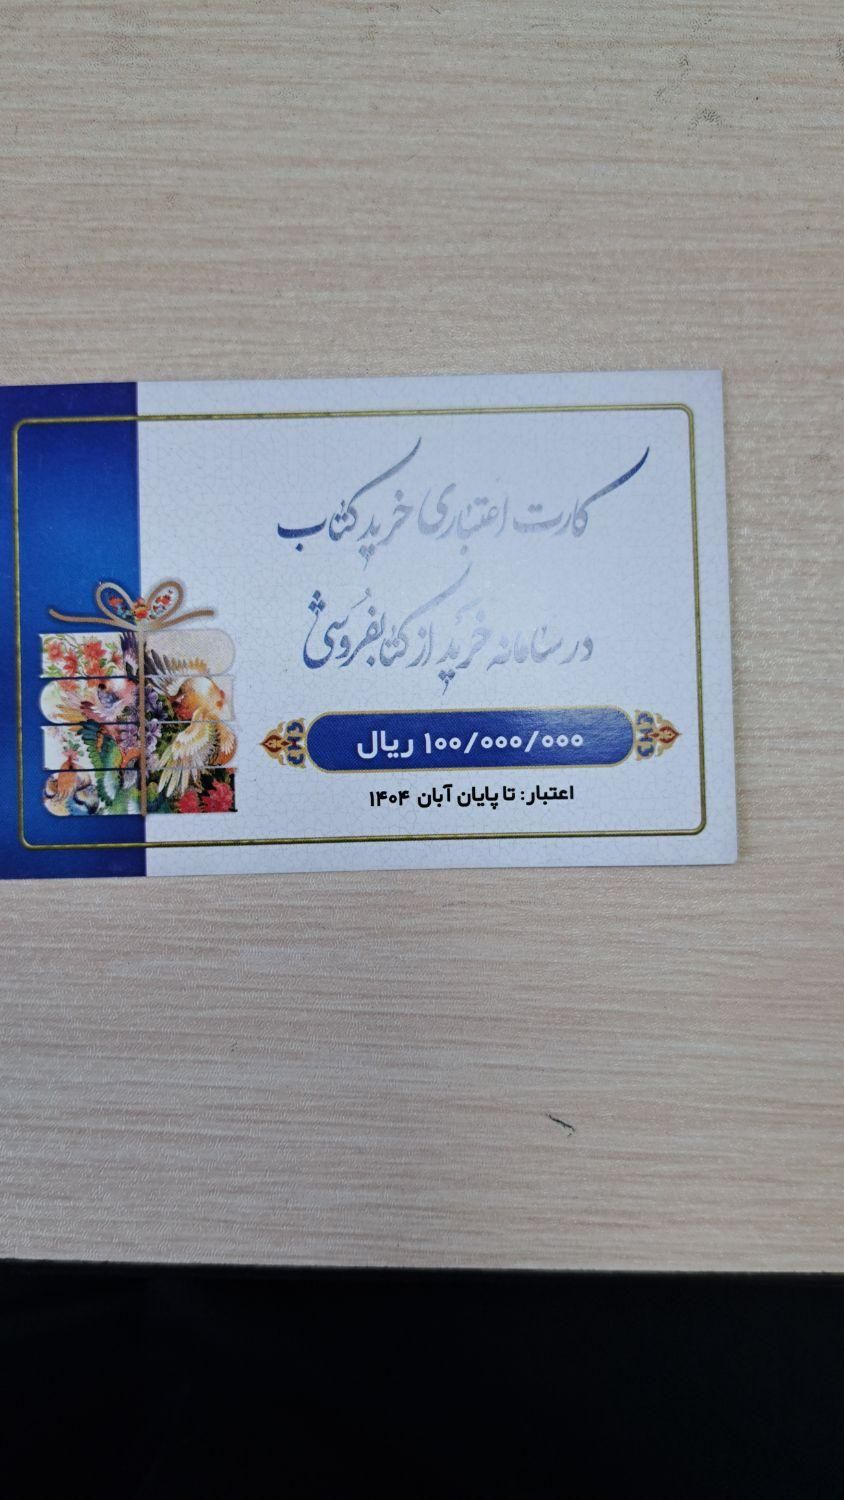 کارت اعتباری خرید کتاب
در سامانه خرید از کتابفروشی
۱۰۰/۰۰۰/۰۰۰ ریال
اعتبار: تا پایان آبان ۱۴۰۴